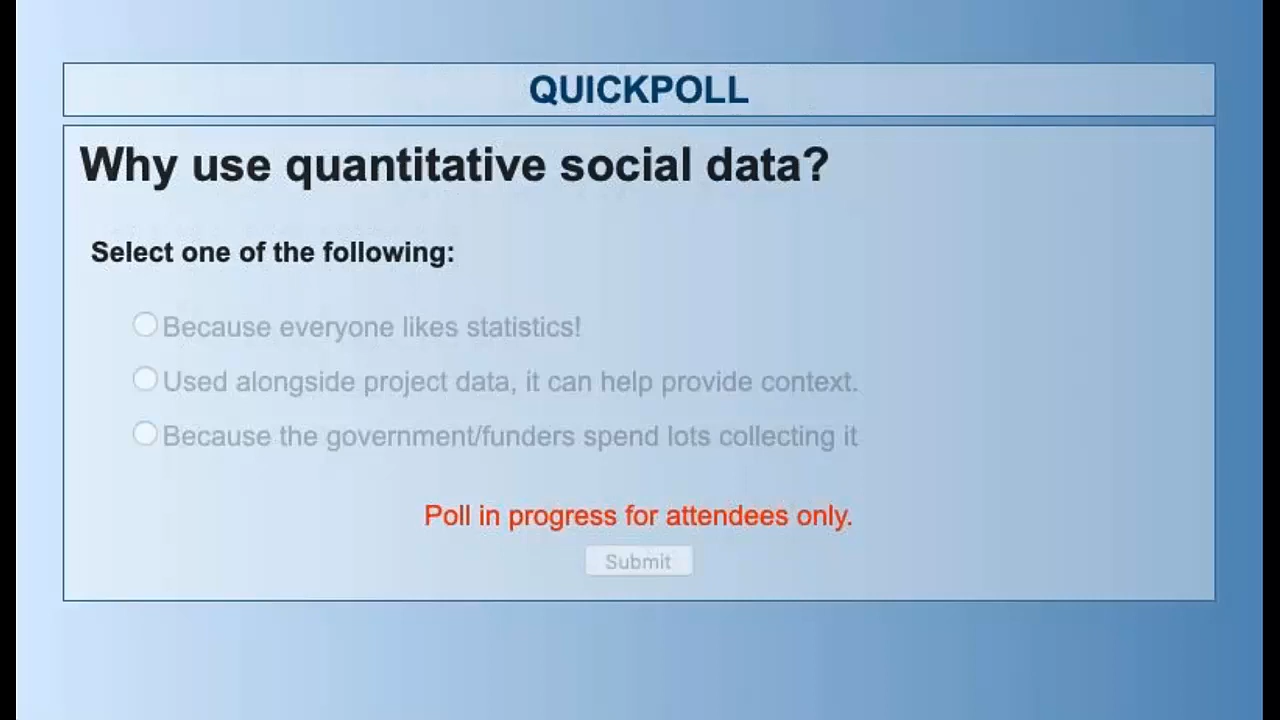 QUICKPOLL
Why use quantitative social data?
Select one of the following:
Because everyone likes statistics!
Used alongside project data, it can help provide context.
Because the government/funders spend lots collecting it
Poll in progress for attendees only.
Submit